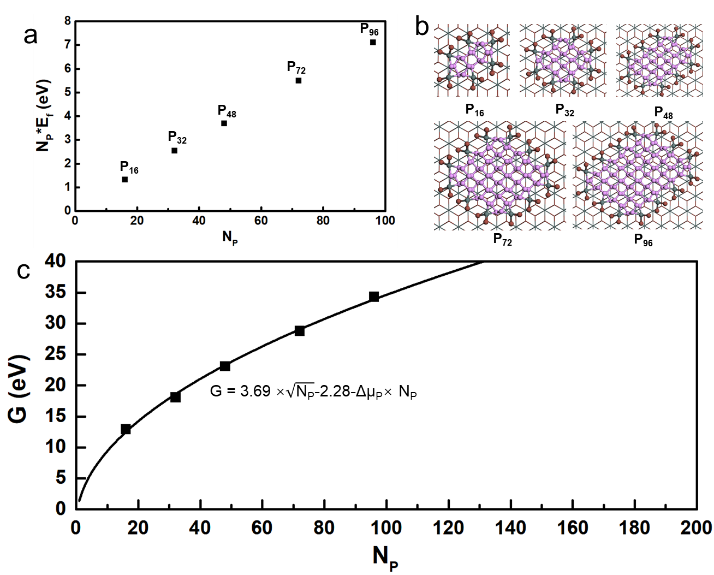 a
N_P*E_f (eV)
7
6
5
4
3
2
1
0
P_16
P_32
P_48
P_72
P_96
0 20 40 60 80 100
N_P
b
P_16 P_32 P_48
P_72 P_96
c
G (eV)
40
35
30
25
20
15
10
5
0
G = 3.69 ×√N_P-2.28-Δμ_P× N_P
0 20 40 60 80 100 120 140 160 180 200
N_P